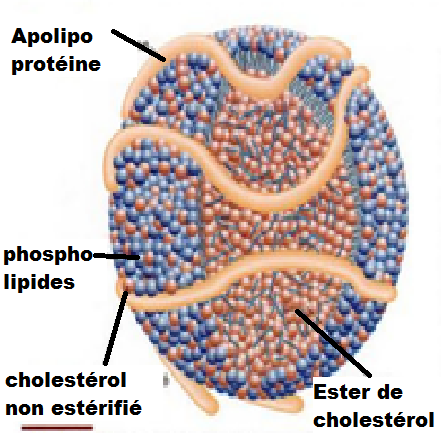 Apolipo
protéine
phospho
lipides
cholestérol
non estérifié
Ester de
cholestérol